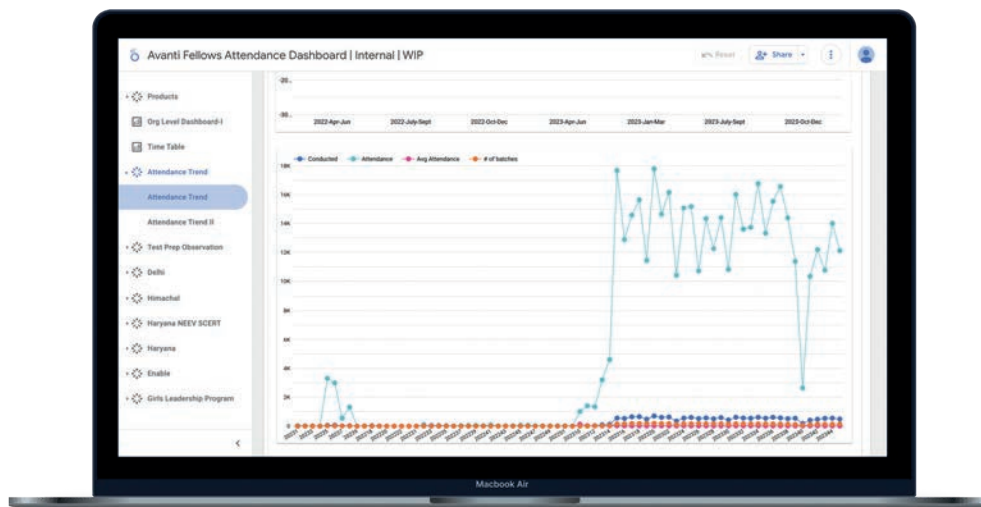 Avanti Fellows Attendance Dashboard | Internal | WIP
Reset
Share
Products
Org Level Dashboard-I
Time Table
Attendance Trend
Attendance Trend
Attendance Trend II
Test Prep Observation
Delhi
Himachal
Haryana NEEV SCERT
Haryana
Enable
Girls Leadership Program
-20..
-30..
2022-Apr-Jun 2022-July-Sept 2022-Oct-Dec 2023-Apr-Jun 2023-Jan-Mar 2023-July-Sept 2023-Oct-Dec
Conducted Attendance Avg Attendance # of batches
18K
16K
14K
12K
10K
8K
6K
4K
2K
0
Macbook Air